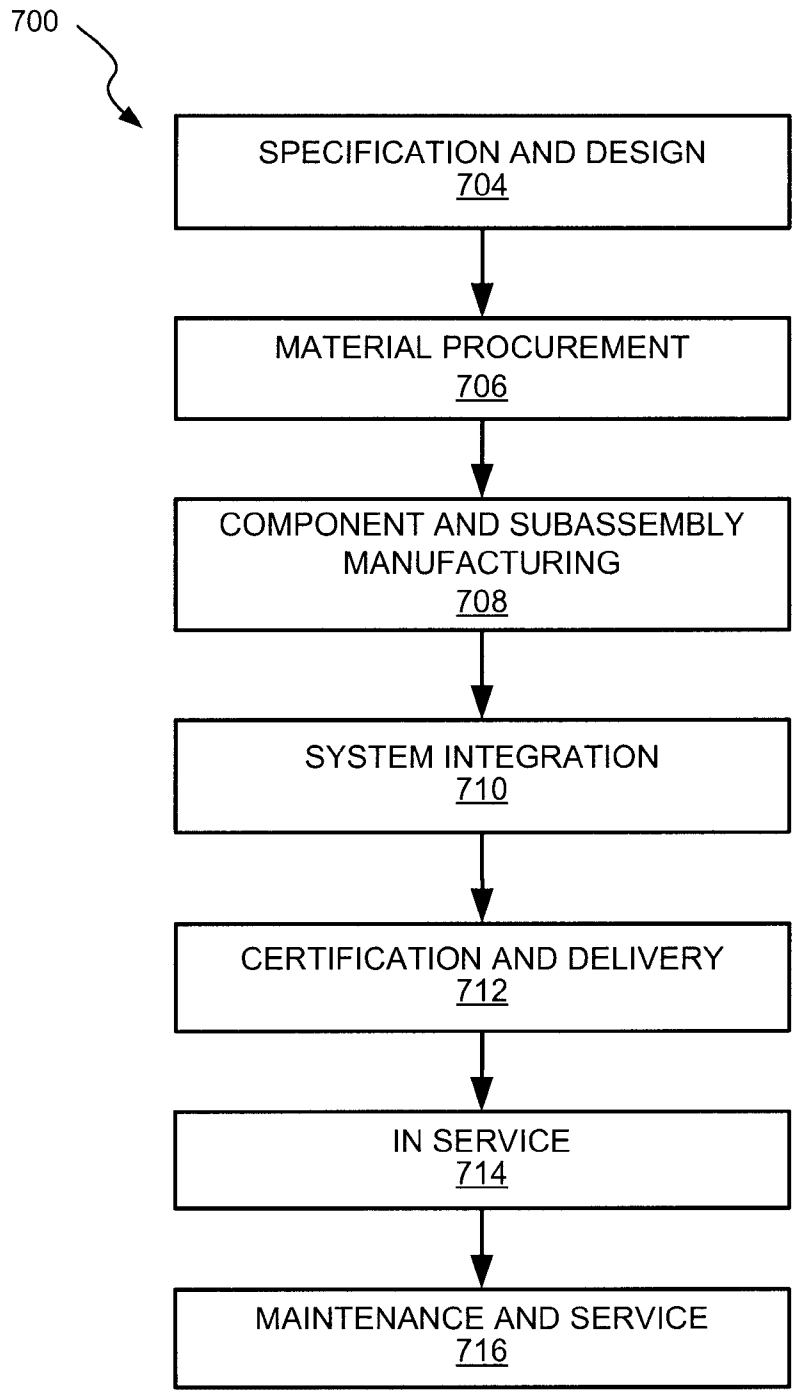 700
SPECIFICATION AND DESIGN
704
MATERIAL PROCUREMENT
706
COMPONENT AND SUBASSEMBLY
MANUFACTURING
708
SYSTEM INTEGRATION
710
CERTIFICATION AND DELIVERY
712
IN SERVICE
714
MAINTENANCE AND SERVICE
716